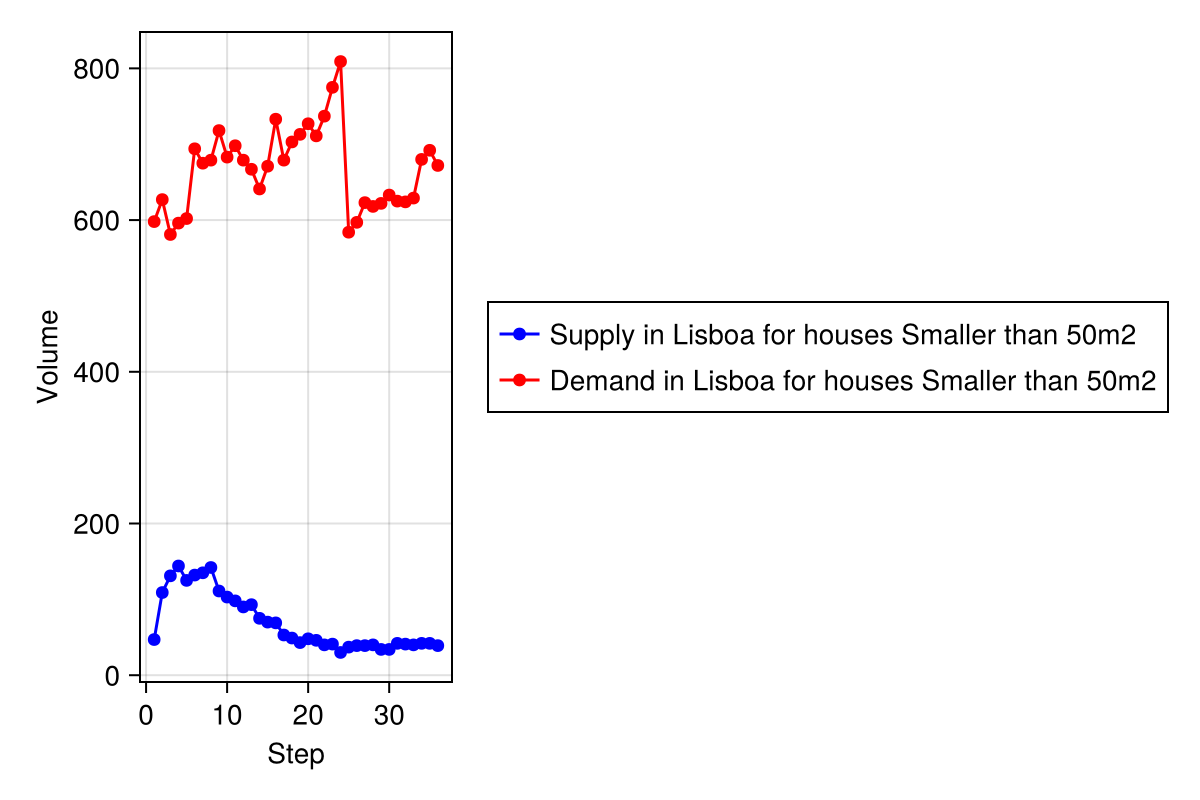 800
600
400
200
0
Volume
0 10 20 30
Step
Supply in Lisboa for houses Smaller than 50m2
Demand in Lisboa for houses Smaller than 50m2